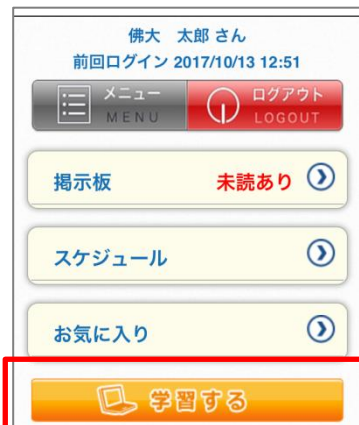 佛大 太郎 さん
前回ログイン 2017/10/13 12:51
メニュー
MENU
ログアウト
LOGOUT
掲示板 未読あり
スケジュール
お気に入り
学習する